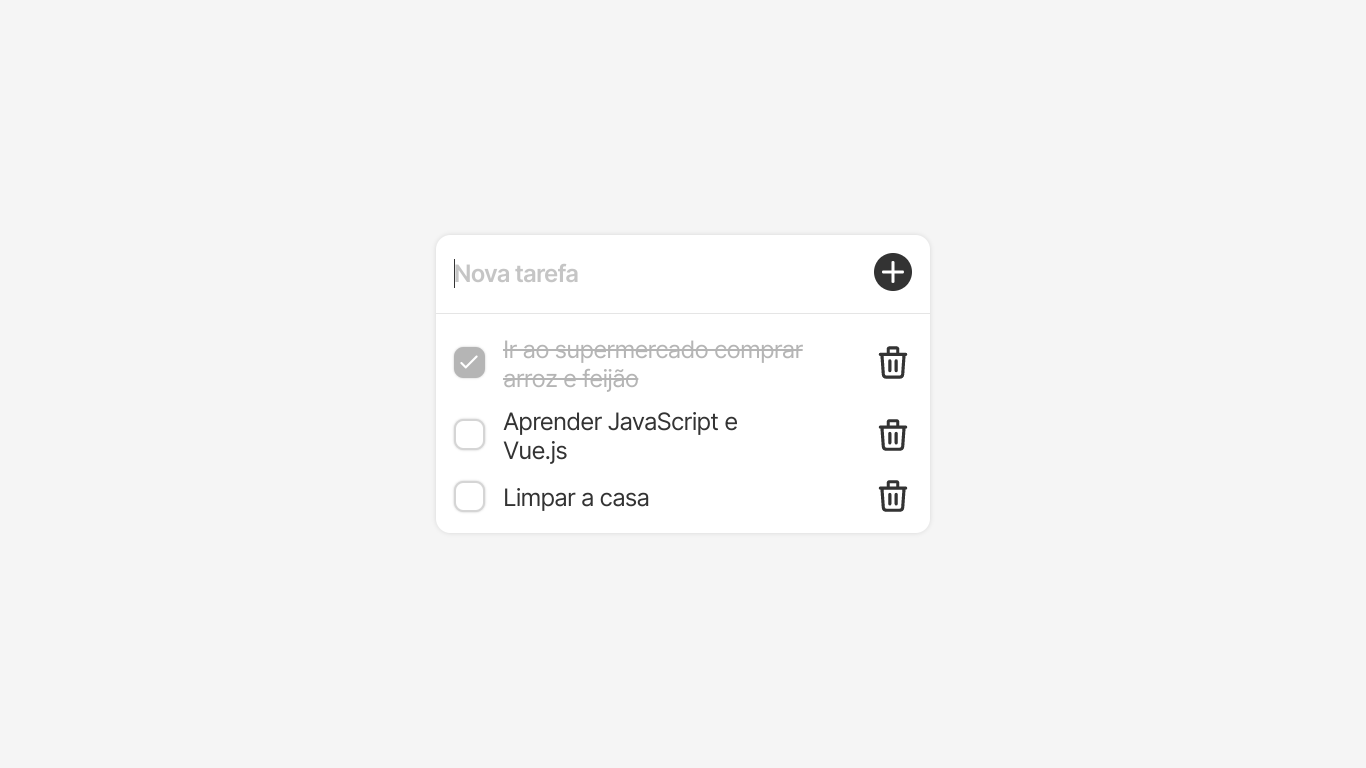 Nova tarefa
Ir ao supermercado comprar
arroz e feijão
Aprender JavaScript e
Vue.js
Limpar a casa